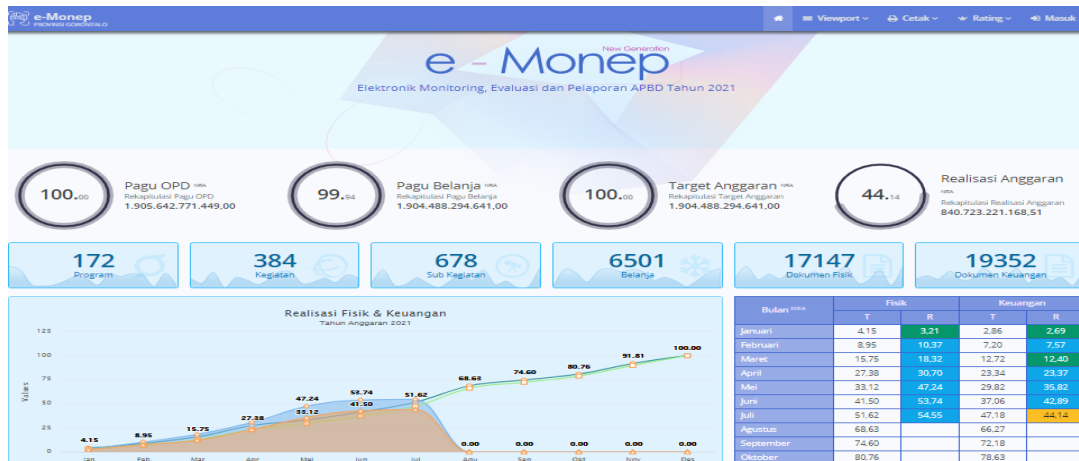 e-Monep
PROVINSI GORONTALO
Viewport
Cetak
Rating
Masuk
New Generation
e - Monep
Elektronik Monitoring, Evaluasi dan Pelaporan APBD Tahun 2021
100.00
Pagu OPD
Rekapitulasi Pagu OPD
1.905.642.771.449,00
99.94
Pagu Belanja
Rekapitulasi Pagu Belanja
1.904.488.294.641,00
100.00
Target Anggaran
Rekapitulasi Target Anggaran
1.904.488.294.641,00
44.14
Realisasi Anggaran
Rekapitulasi Realisasi Anggaran
840.723.221.168,51
172
Program
384
Kegiatan
678
Sub Kegiatan
6501
Belanja
17147
Dokumen Fisik
19352
Dokumen Keuangan
Realisasi Fisik & Keuangan
Tahun Anggaran 2021
Values
125
100
75
50
25
0
4.15
8.95
15.75
27.38
47.24
33.12
53.74
41.50
51.62
68.63
74.60
80.76
91.81
100.00
0.00
0.00
0.00
0.00
0.00
Jan Feb Mar Apr Mei Jun Jul Agu Sep Okt Nov Des
Bulan Fisik Keuangan
T R T R
Januari 4,15 3,21 2,86 2,69
Februari 8,95 10,37 7,20 7,57
Maret 15,75 18,32 12,72 12,40
April 27,38 30,70 23,34 23,37
Mei 33,12 47,24 29,82 35,82
Juni 41,50 53,74 37,06 42,89
Juli 51,62 54,55 47,18 44,14
Agustus 68,63 66,27
September 74,60 72,18
Oktober 80,76 78,63